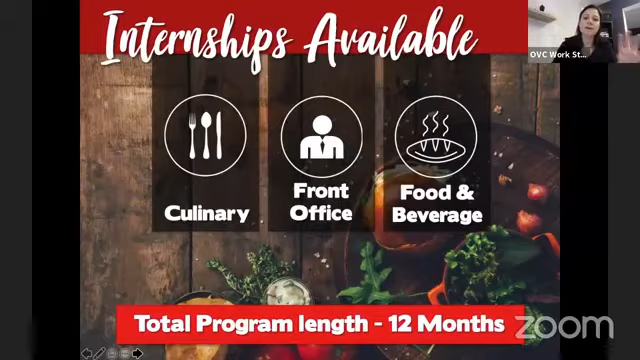 Internships Available
OVC Work St...
Culinary
Front
Office
Food &
Beverage
Total Program length - 12 Months
zoom